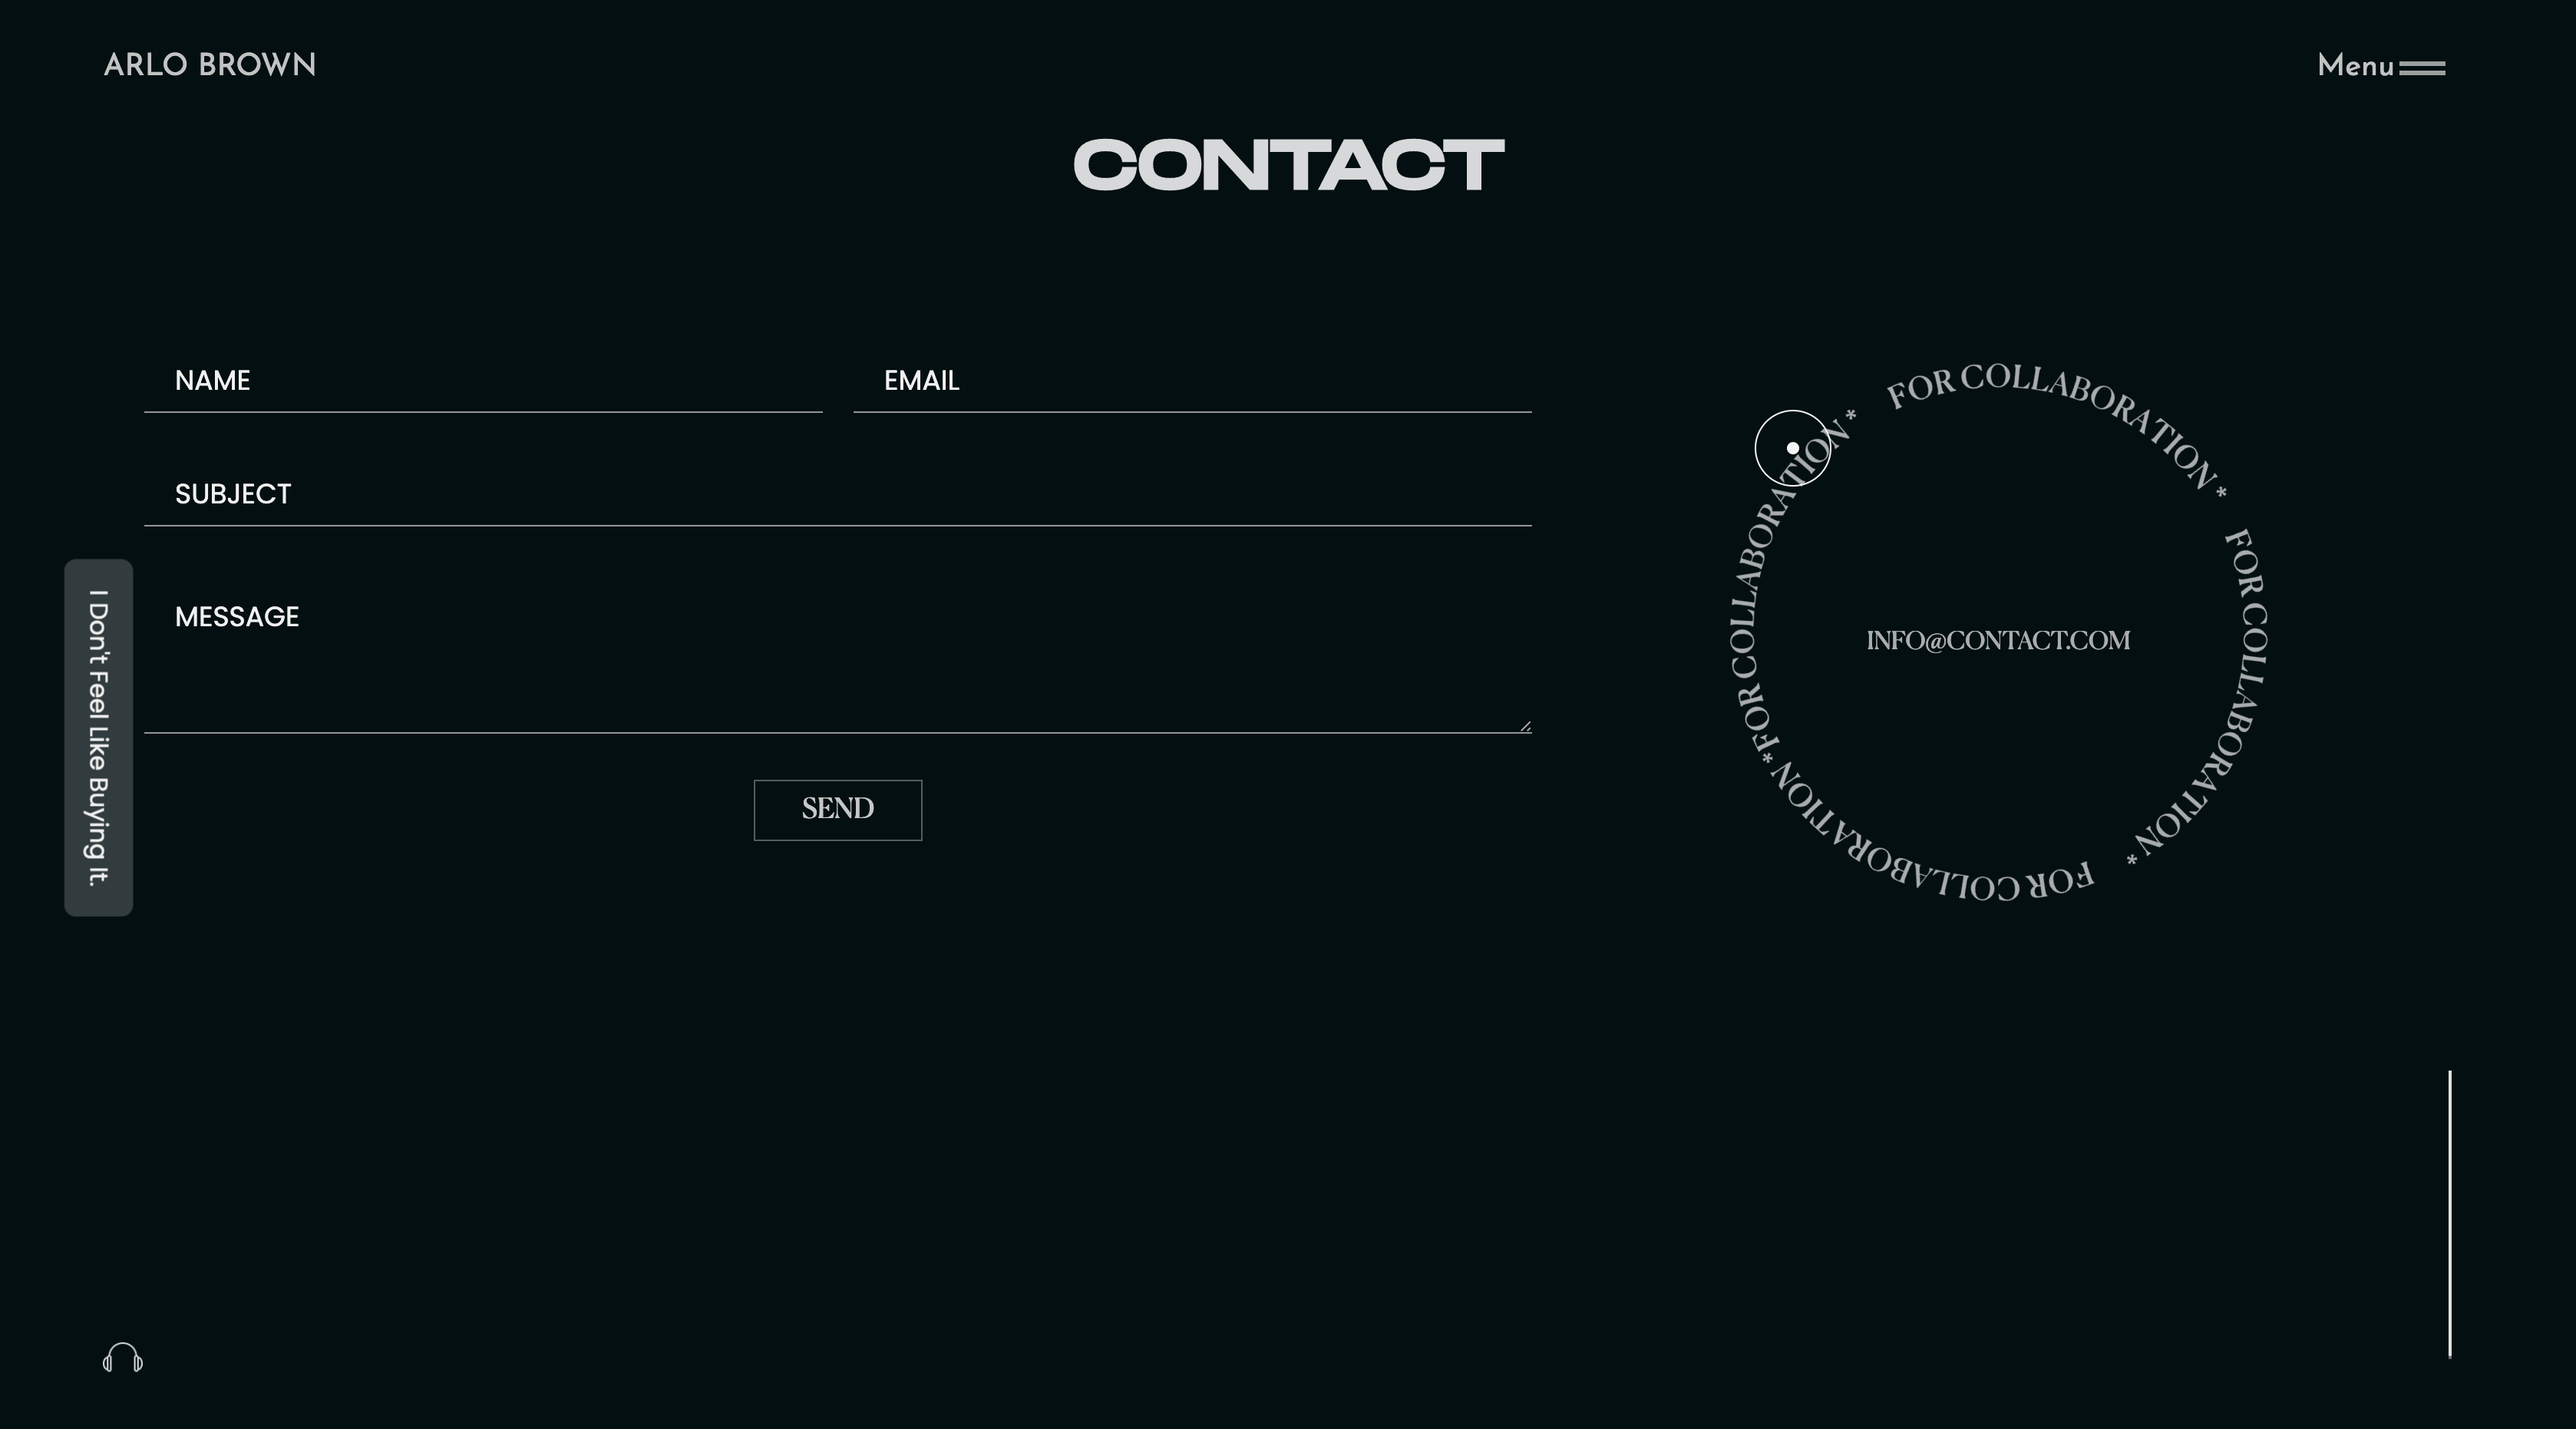 ARLO BROWN
Menu
CONTACT
NAME
EMAIL
SUBJECT
MESSAGE
SEND
I Don't Feel Like Buying It.
FOR COLLABORATION * FOR COLLABORATION * FOR COLLABORATION * FOR COLLABORATION *
INFO@CONTACT.COM